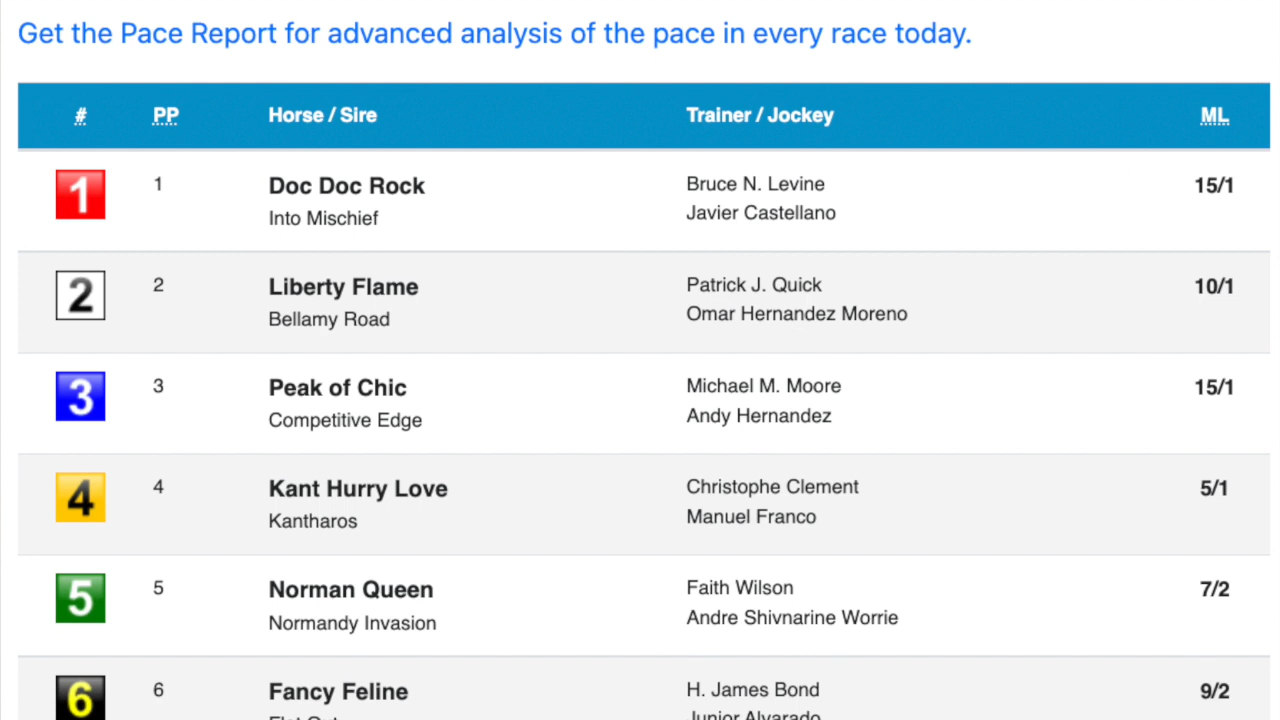 Get the Pace Report for advanced analysis of the pace in every race today.
# PP Horse / Sire Trainer / Jockey ML
1 1 Doc Doc Rock Bruce N. Levine 15/1
Into Mischief Javier Castellano
2 2 Liberty Flame Patrick J. Quick 10/1
Bellamy Road Omar Hernandez Moreno
3 3 Peak of Chic Michael M. Moore 15/1
Competitive Edge Andy Hernandez
4 4 Kant Hurry Love Christophe Clement 5/1
Kantharos Manuel Franco
5 5 Norman Queen Faith Wilson 7/2
Normandy Invasion Andre Shivnarine Worrie
6 6 Fancy Feline H. James Bond 9/2
Junior Alvarado